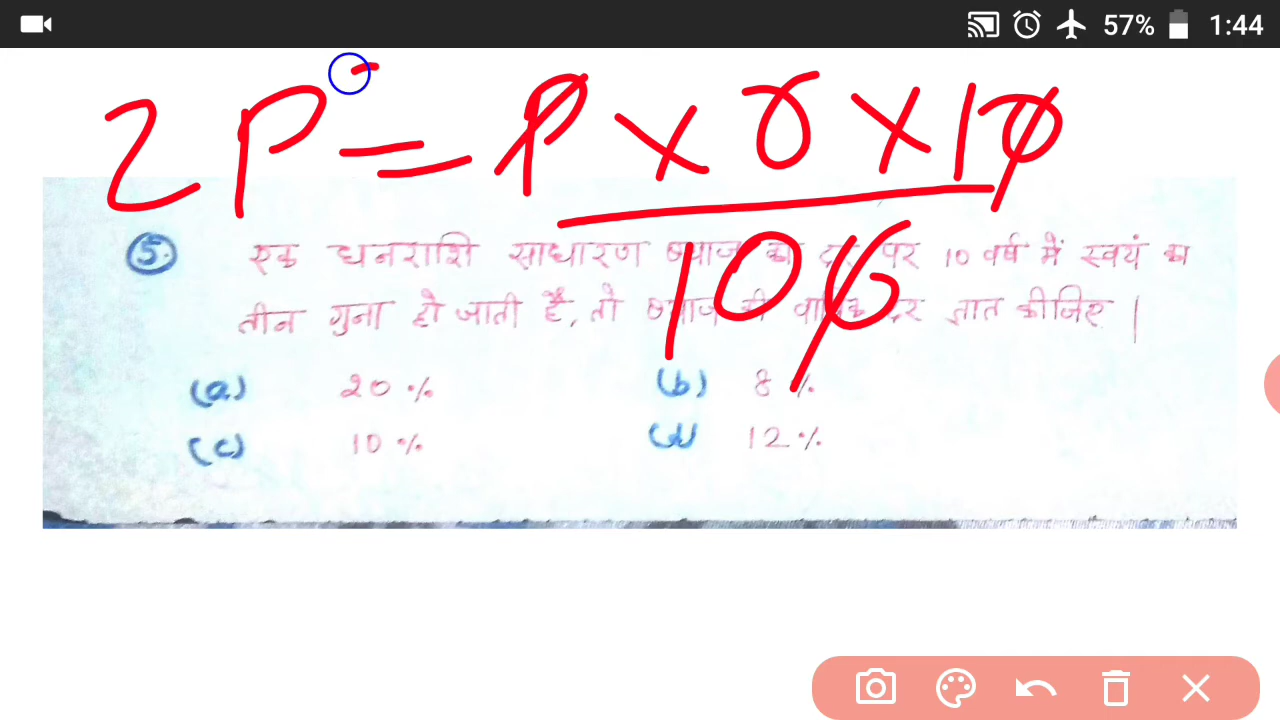 57% 1:44
2P = P × r × 10
100
5. एक धनराशि साधारण ब्याज की दर पर 10 वर्ष में स्वयं का
तीन गुना हो जाती है, तो ब्याज की वार्षिक दर ज्ञात कीजिए |
(a) 20% (b) 8%
(c) 10% (d) 12%